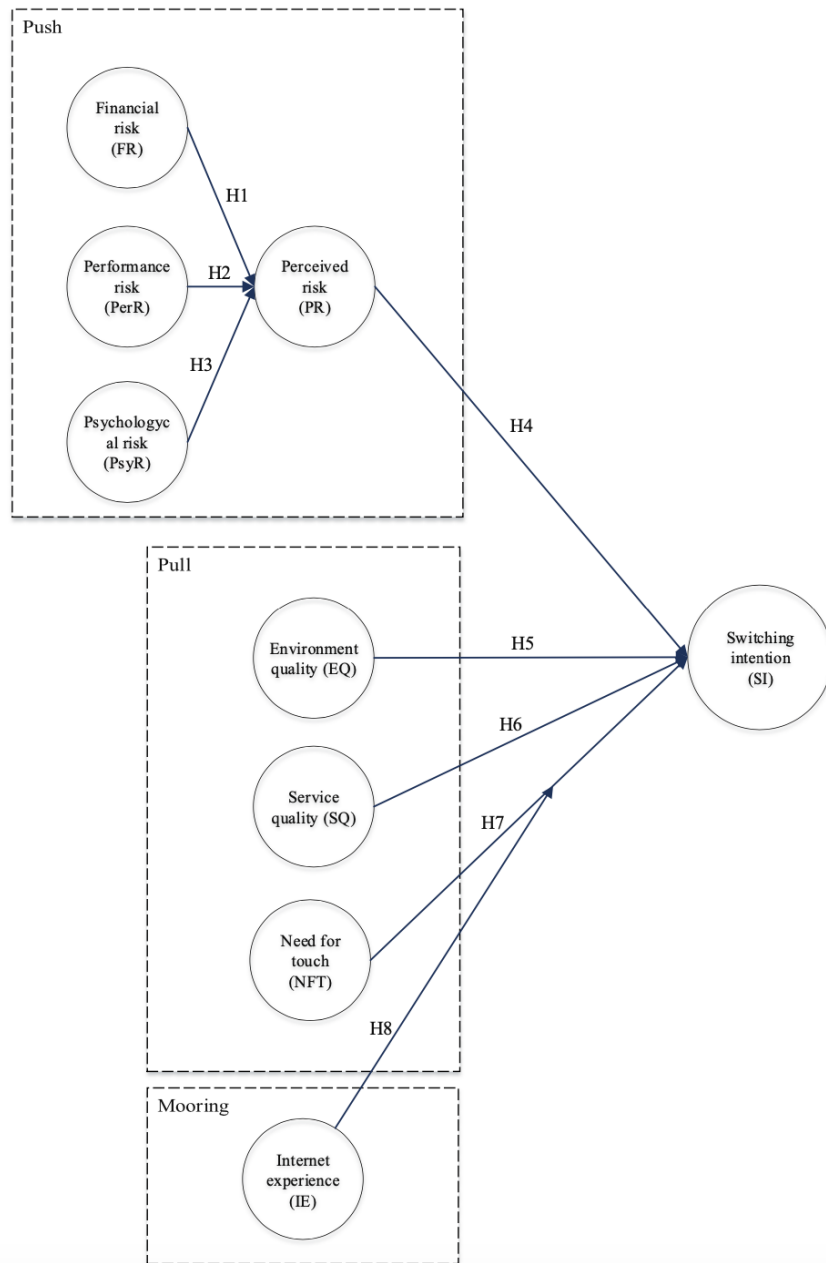 Push
Financial
risk
(FR)
H1
Performance
risk
(PerR)
H2
Perceived
risk
(PR)
H3
Psychologyc
al risk
(PsyR)
H4
Pull
Environment
quality (EQ)
H5
Switching
intention
(SI)
H6
Service
quality (SQ)
H7
Need for
touch
(NFT)
H8
Mooring
Internet
experience
(IE)